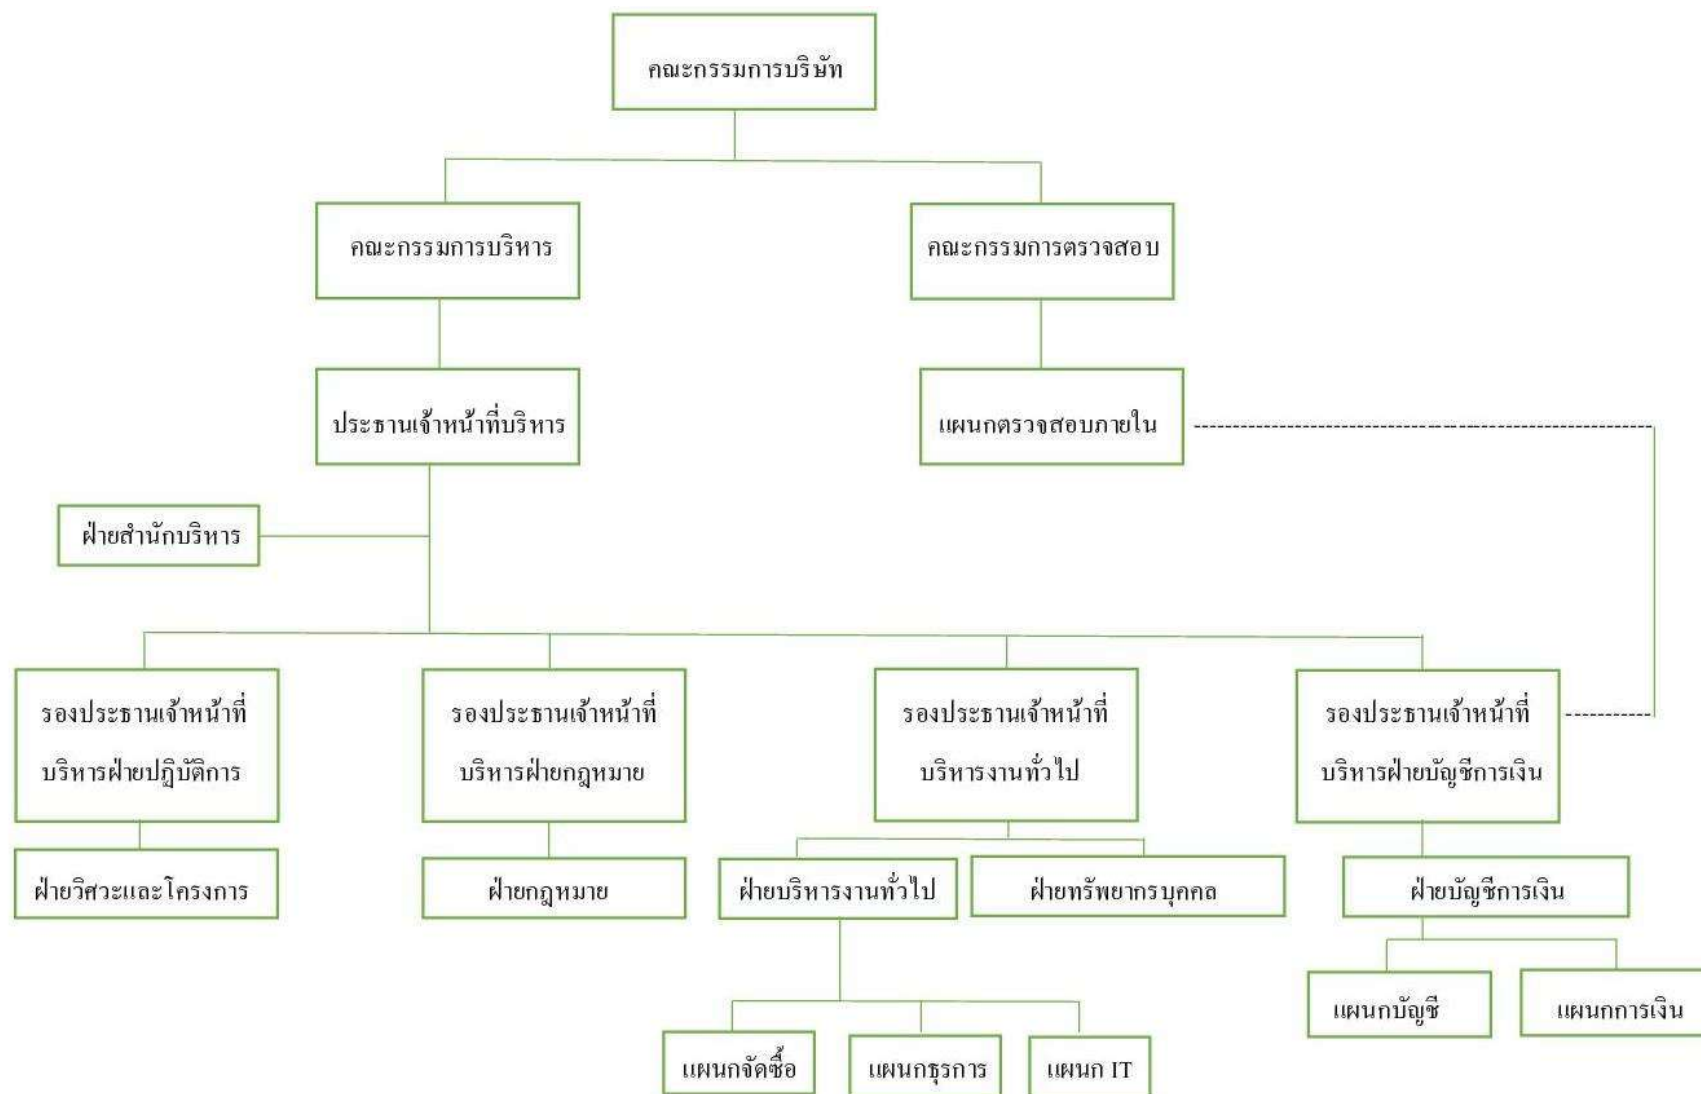 คณะกรรมการบริษัท
คณะกรรมการบริหาร
คณะกรรมการตรวจสอบ
ประธานเจ้าหน้าที่บริหาร
แผนกตรวจสอบภายใน
ฝ่ายสำนักบริหาร
รองประธานเจ้าหน้าที่
บริหารฝ่ายปฏิบัติการ
รองประธานเจ้าหน้าที่
บริหารฝ่ายกฎหมาย
รองประธานเจ้าหน้าที่
บริหารงานทั่วไป
รองประธานเจ้าหน้าที่
บริหารฝ่ายบัญชีการเงิน
ฝ่ายวิศวะและโครงการ
ฝ่ายกฎหมาย
ฝ่ายบริหารงานทั่วไป
ฝ่ายทรัพยากรบุคคล
ฝ่ายบัญชีการเงิน
แผนกบัญชี
แผนกการเงิน
แผนกจัดซื้อ
แผนกธุรการ
แผนก IT